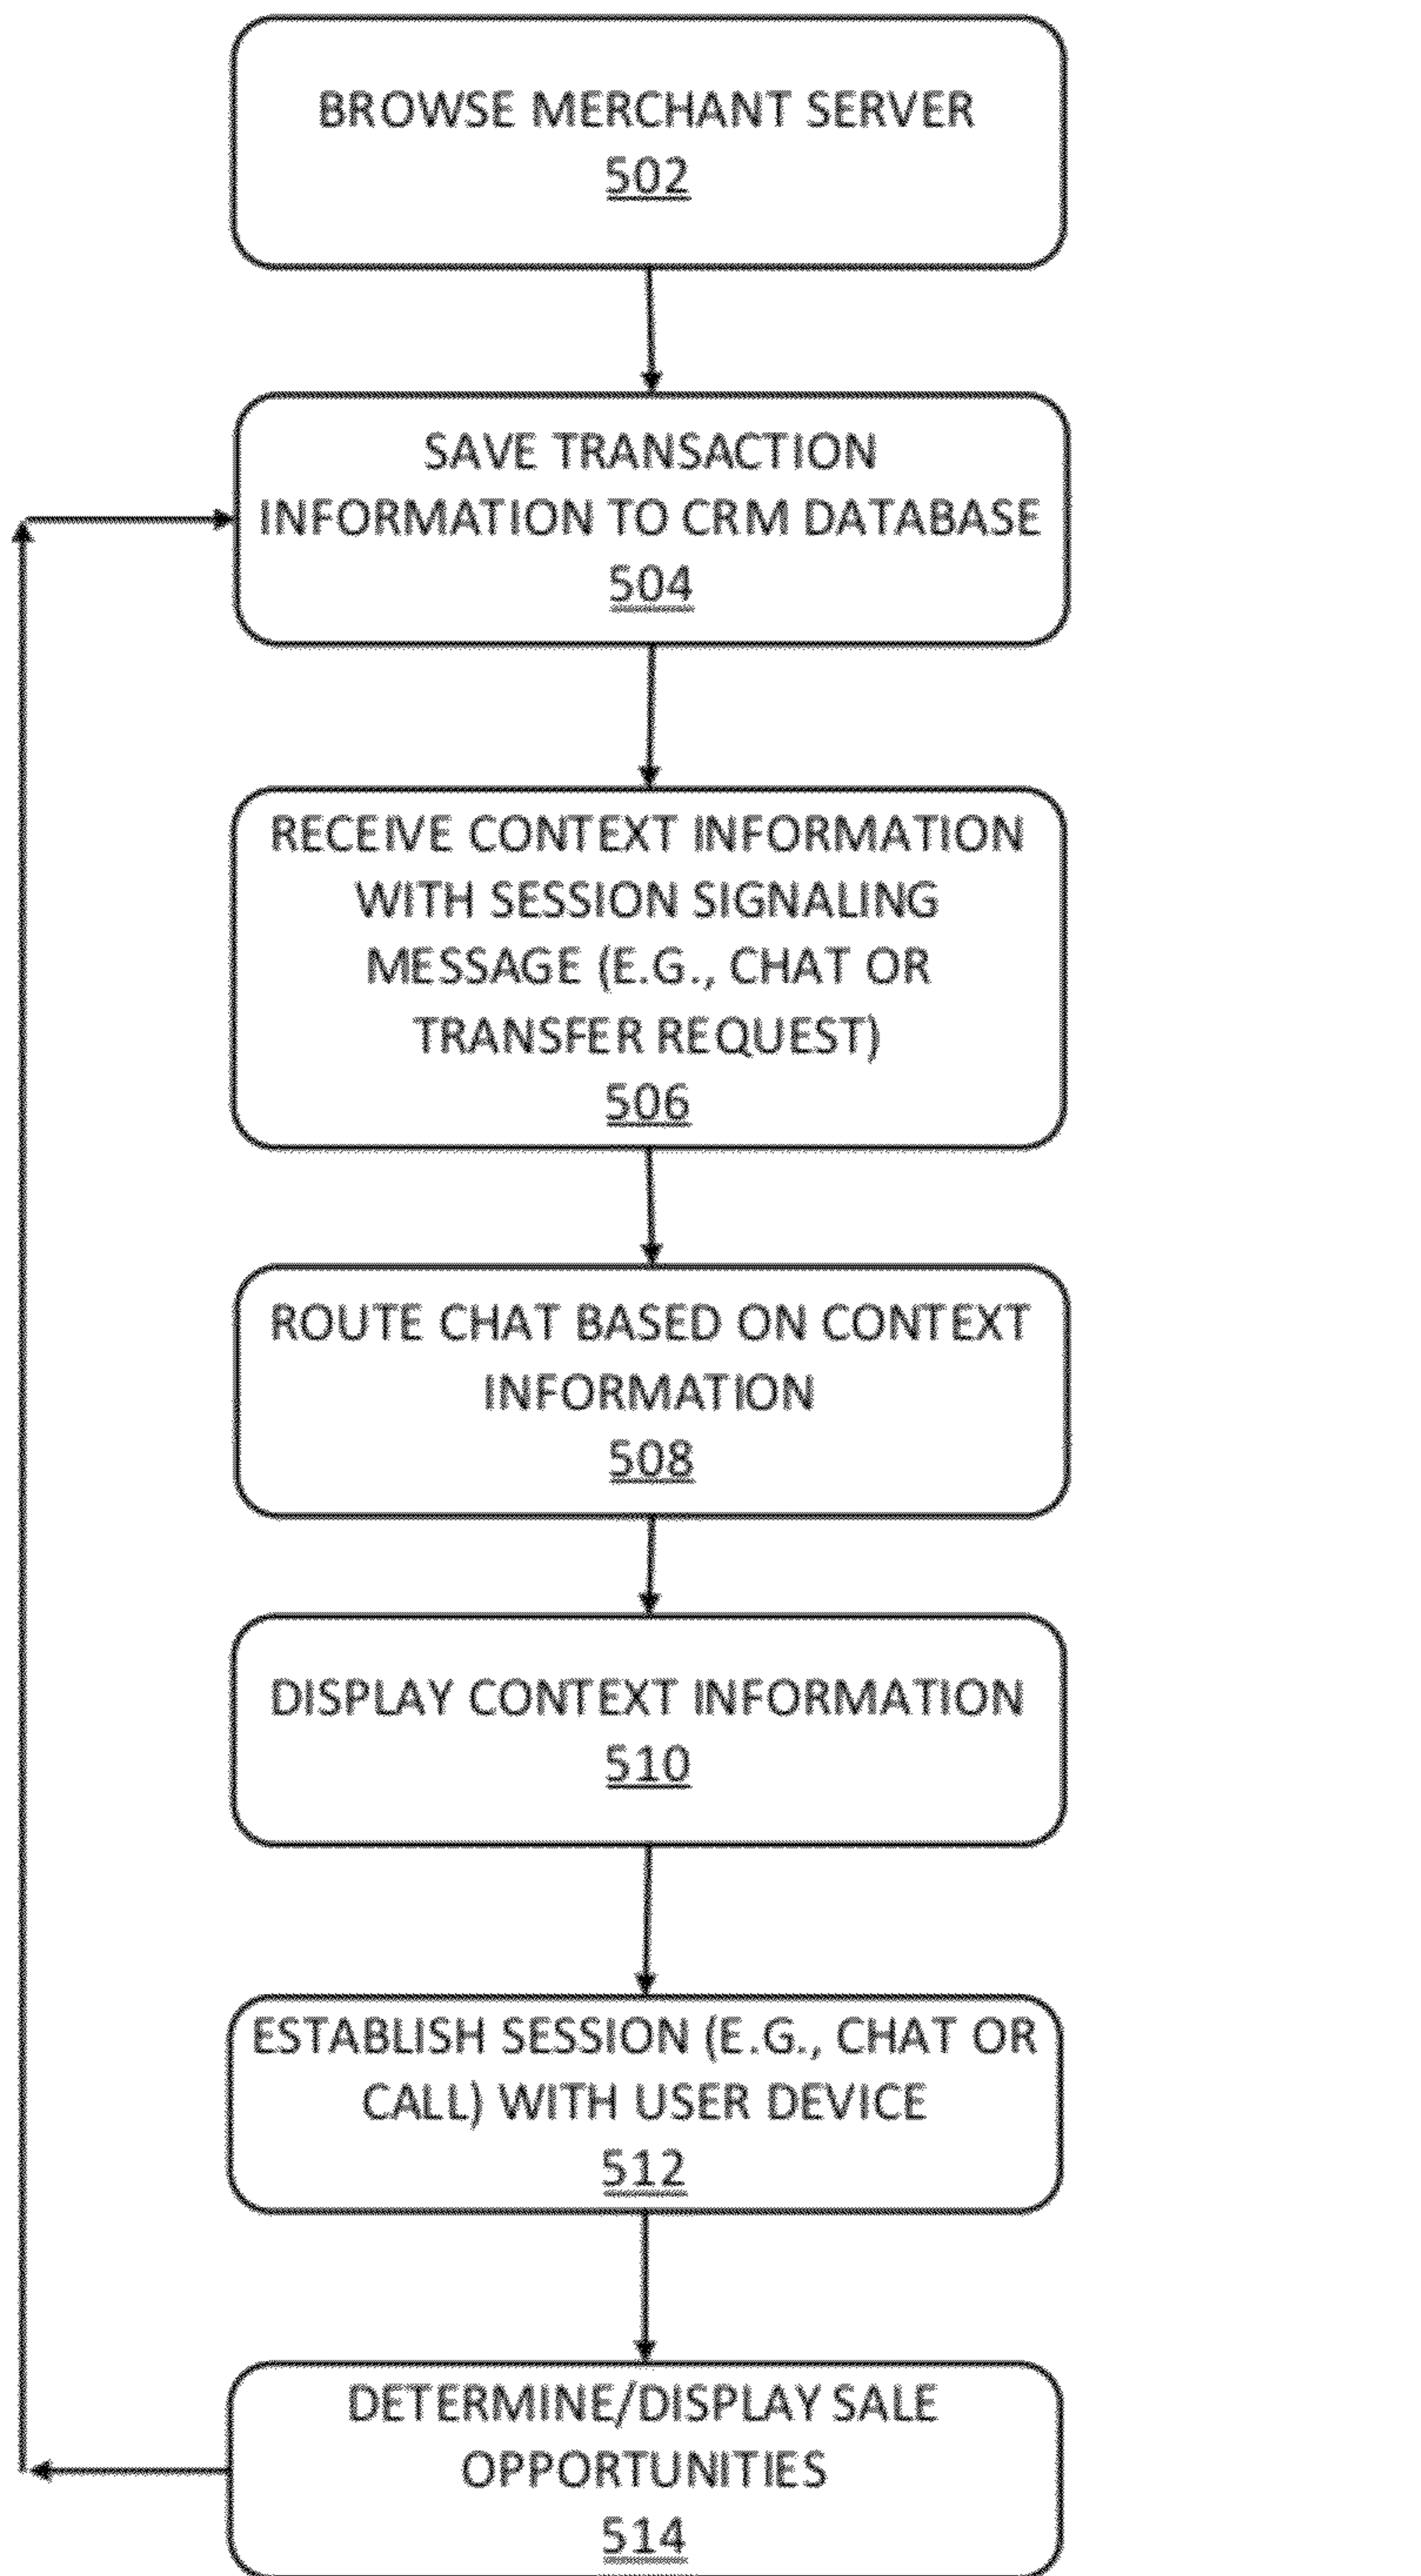 BROWSE MERCHANT SERVER
502
SAVE TRANSACTION
INFORMATION TO CRM DATABASE
504
RECEIVE CONTEXT INFORMATION
WITH SESSION SIGNALING
MESSAGE (E.G., CHAT OR
TRANSFER REQUEST)
506
ROUTE CHAT BASED ON CONTEXT
INFORMATION
508
DISPLAY CONTEXT INFORMATION
510
ESTABLISH SESSION (E.G., CHAT OR
CALL) WITH USER DEVICE
512
DETERMINE/DISPLAY SALE
OPPORTUNITIES
514